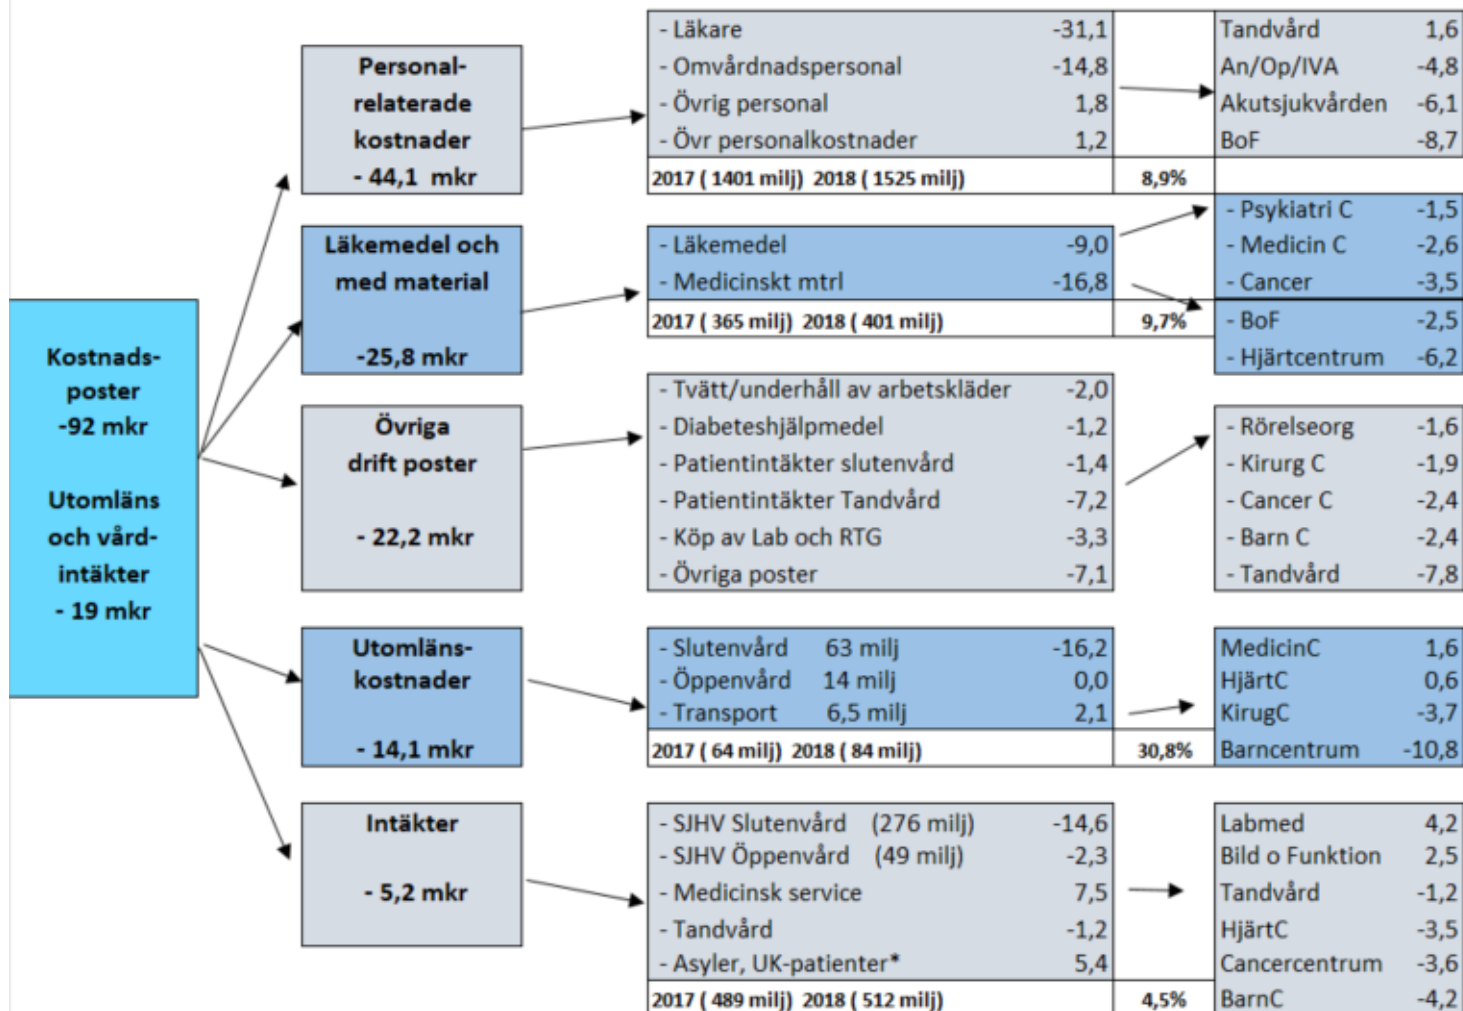 Kostnads-
poster
-92 mkr
Utomläns
och vård-
intäkter
- 19 mkr
Personal-
relaterade
kostnader
- 44,1 mkr
- Läkare -31,1
- Omvårdnadspersonal -14,8
- Övrig personal 1,8
- Övr personalkostnader 1,2
2017 ( 1401 milj) 2018 ( 1525 milj) 8,9%
Tandvård 1,6
An/Op/IVA -4,8
Akutsjukvården -6,1
BoF -8,7
Läkemedel och
med material
-25,8 mkr
- Läkemedel -9,0
- Medicinskt mtrl -16,8
2017 ( 365 milj) 2018 ( 401 milj) 9,7%
- Psykiatri C -1,5
- Medicin C -2,6
- Cancer -3,5
- BoF -2,5
- Hjärtcentrum -6,2
Övriga
drift poster
- 22,2 mkr
- Tvätt/underhåll av arbetskläder -2,0
- Diabeteshjälpmedel -1,2
- Patientintäkter slutenvård -1,4
- Patientintäkter Tandvård -7,2
- Köp av Lab och RTG -3,3
- Övriga poster -7,1
- Rörelseorg -1,6
- Kirurg C -1,9
- Cancer C -2,4
- Barn C -2,4
- Tandvård -7,8
Utomläns-
kostnader
- 14,1 mkr
- Slutenvård 63 milj -16,2
- Öppenvård 14 milj 0,0
- Transport 6,5 milj 2,1
2017 ( 64 milj) 2018 ( 84 milj) 30,8%
MedicinC 1,6
HjärtC 0,6
KirugC -3,7
Barncentrum -10,8
Intäkter
- 5,2 mkr
- SJHV Slutenvård (276 milj) -14,6
- SJHV Öppenvård (49 milj) -2,3
- Medicinsk service 7,5
- Tandvård -1,2
- Asyler, UK-patienter* 5,4
2017 ( 489 milj) 2018 ( 512 milj) 4,5%
Labmed 4,2
Bild o Funktion 2,5
Tandvård -1,2
HjärtC -3,5
Cancercentrum -3,6
BarnC -4,2